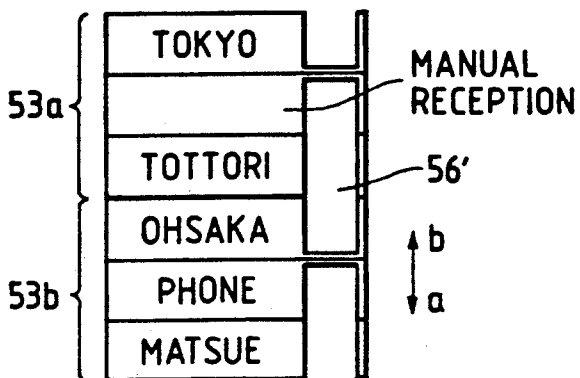 TOKYO
MANUAL
RECEPTION
53a
TOTTORI
56'
OHSAKA
b
53b
PHONE
a
MATSUE